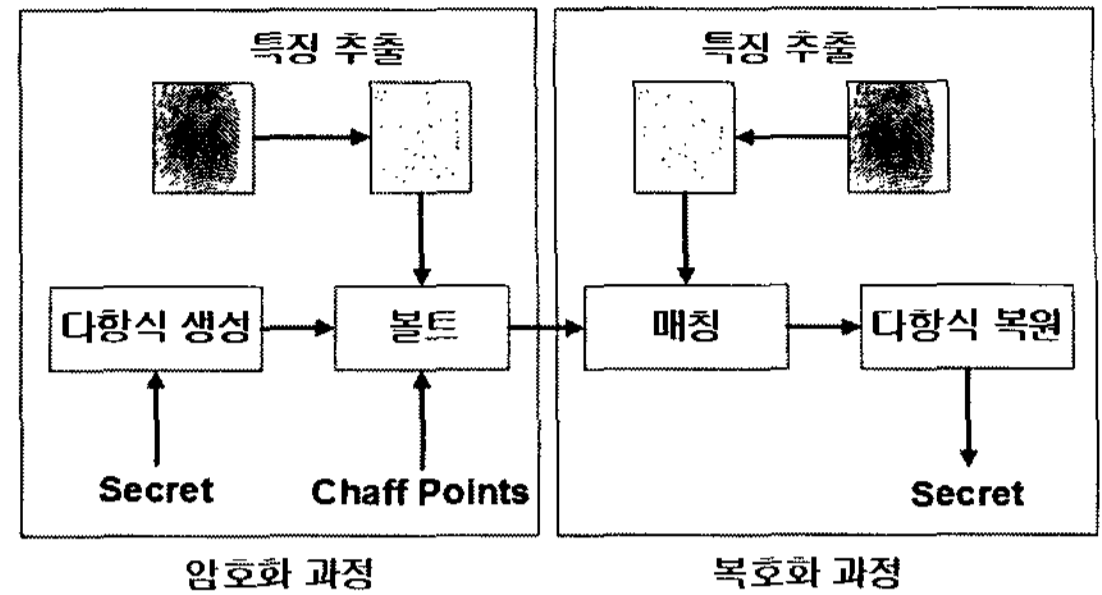 특징 추출
다항식 생성
볼트
Secret
Chaff Points
암호화 과정
특징 추출
매칭
다항식 복원
Secret
복호화 과정